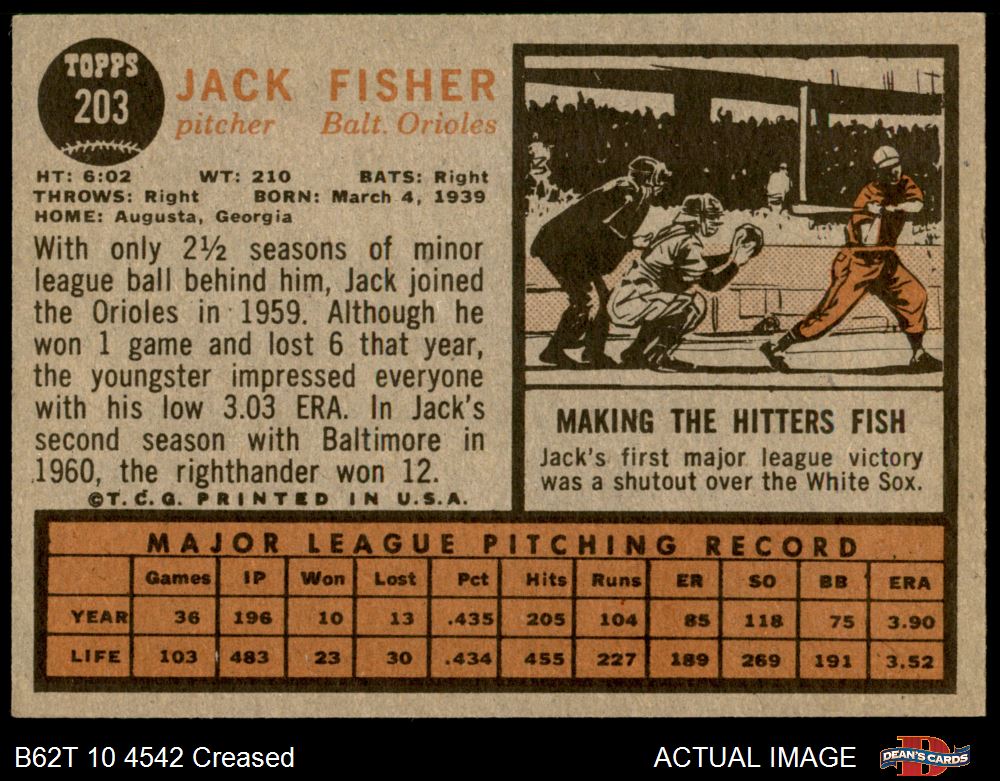 TOPPS
203
JACK FISHER
pitcher Balt. Orioles
HT: 6:02 WT: 210 BATS: Right
THROWS: Right BORN: March 4, 1939
HOME: Augusta, Georgia
With only 2½ seasons of minor
league ball behind him, Jack joined
the Orioles in 1959. Although he
won 1 game and lost 6 that year,
the youngster impressed everyone
with his low 3.03 ERA. In Jack's
second season with Baltimore in
1960, the righthander won 12.
©T.C.G. PRINTED IN U.S.A.
MAKING THE HITTERS FISH
Jack's first major league victory
was a shutout over the White Sox.
MAJOR LEAGUE PITCHING RECORD
Games IP Won Lost Pct Hits Runs ER SO BB ERA
YEAR 36 196 10 13 .435 205 104 85 118 75 3.90
LIFE 103 483 23 30 .434 455 227 189 269 191 3.52
B62T 10 4542 Creased ACTUAL IMAGE DEAN'S CARDS